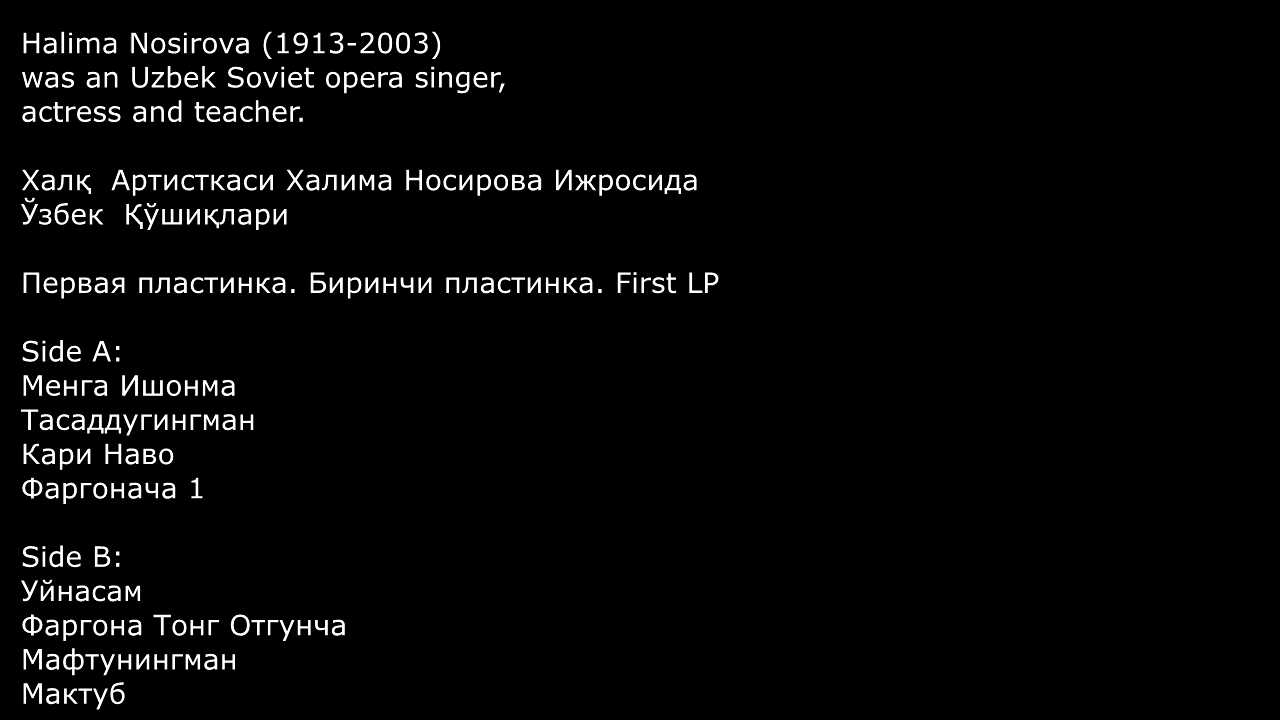 Halima Nosirova (1913-2003)
was an Uzbek Soviet opera singer,
actress and teacher.
Халқ  Артисткаси Халима Носирова Ижросида
Ўзбек  Қўшиқлари
Первая пластинка. Биринчи пластинка. First LP
Side A:
Менга Ишонма
Тасаддугингман
Кари Наво
Фаргонача 1
Side B:
Уйнасам
Фаргона Тонг Отгунча
Мафтунингман
Мактуб